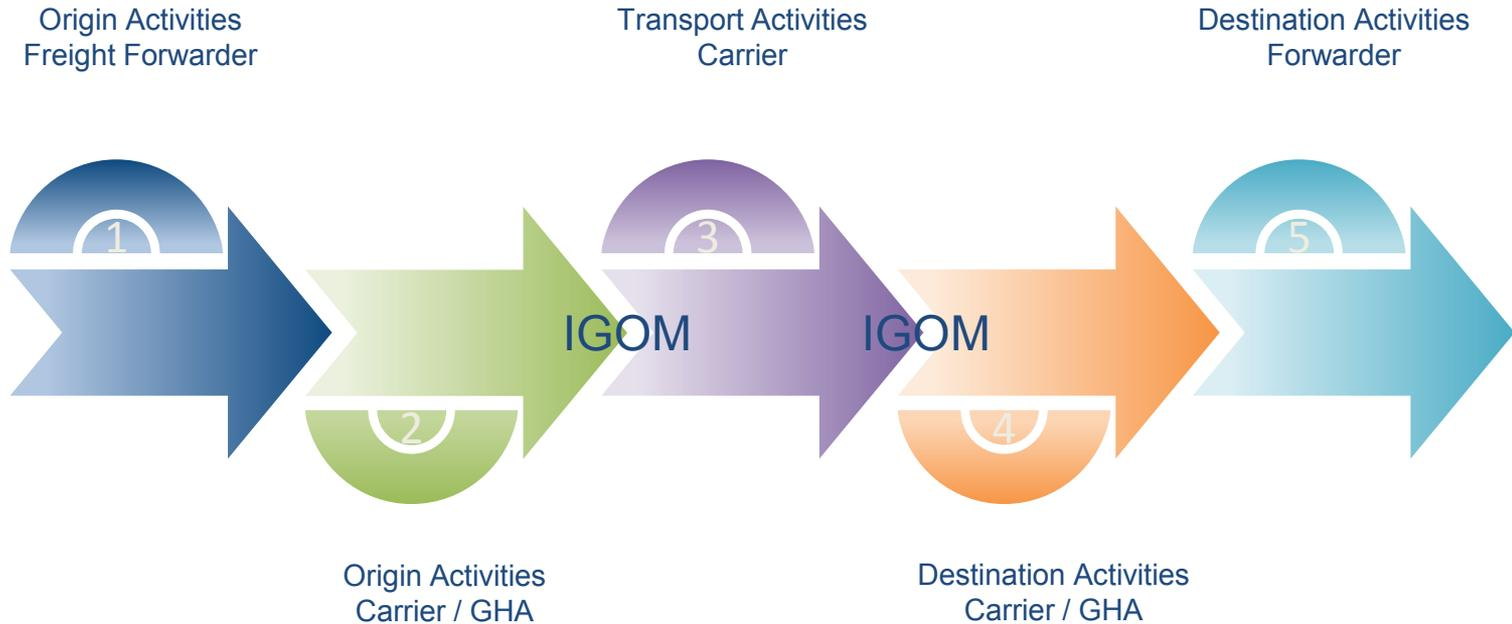 Origin Activities
Freight Forwarder
Transport Activities
Carrier
Destination Activities
Forwarder
1
3
5
IGOM
IGOM
2
4
Origin Activities
Carrier / GHA
Destination Activities
Carrier / GHA